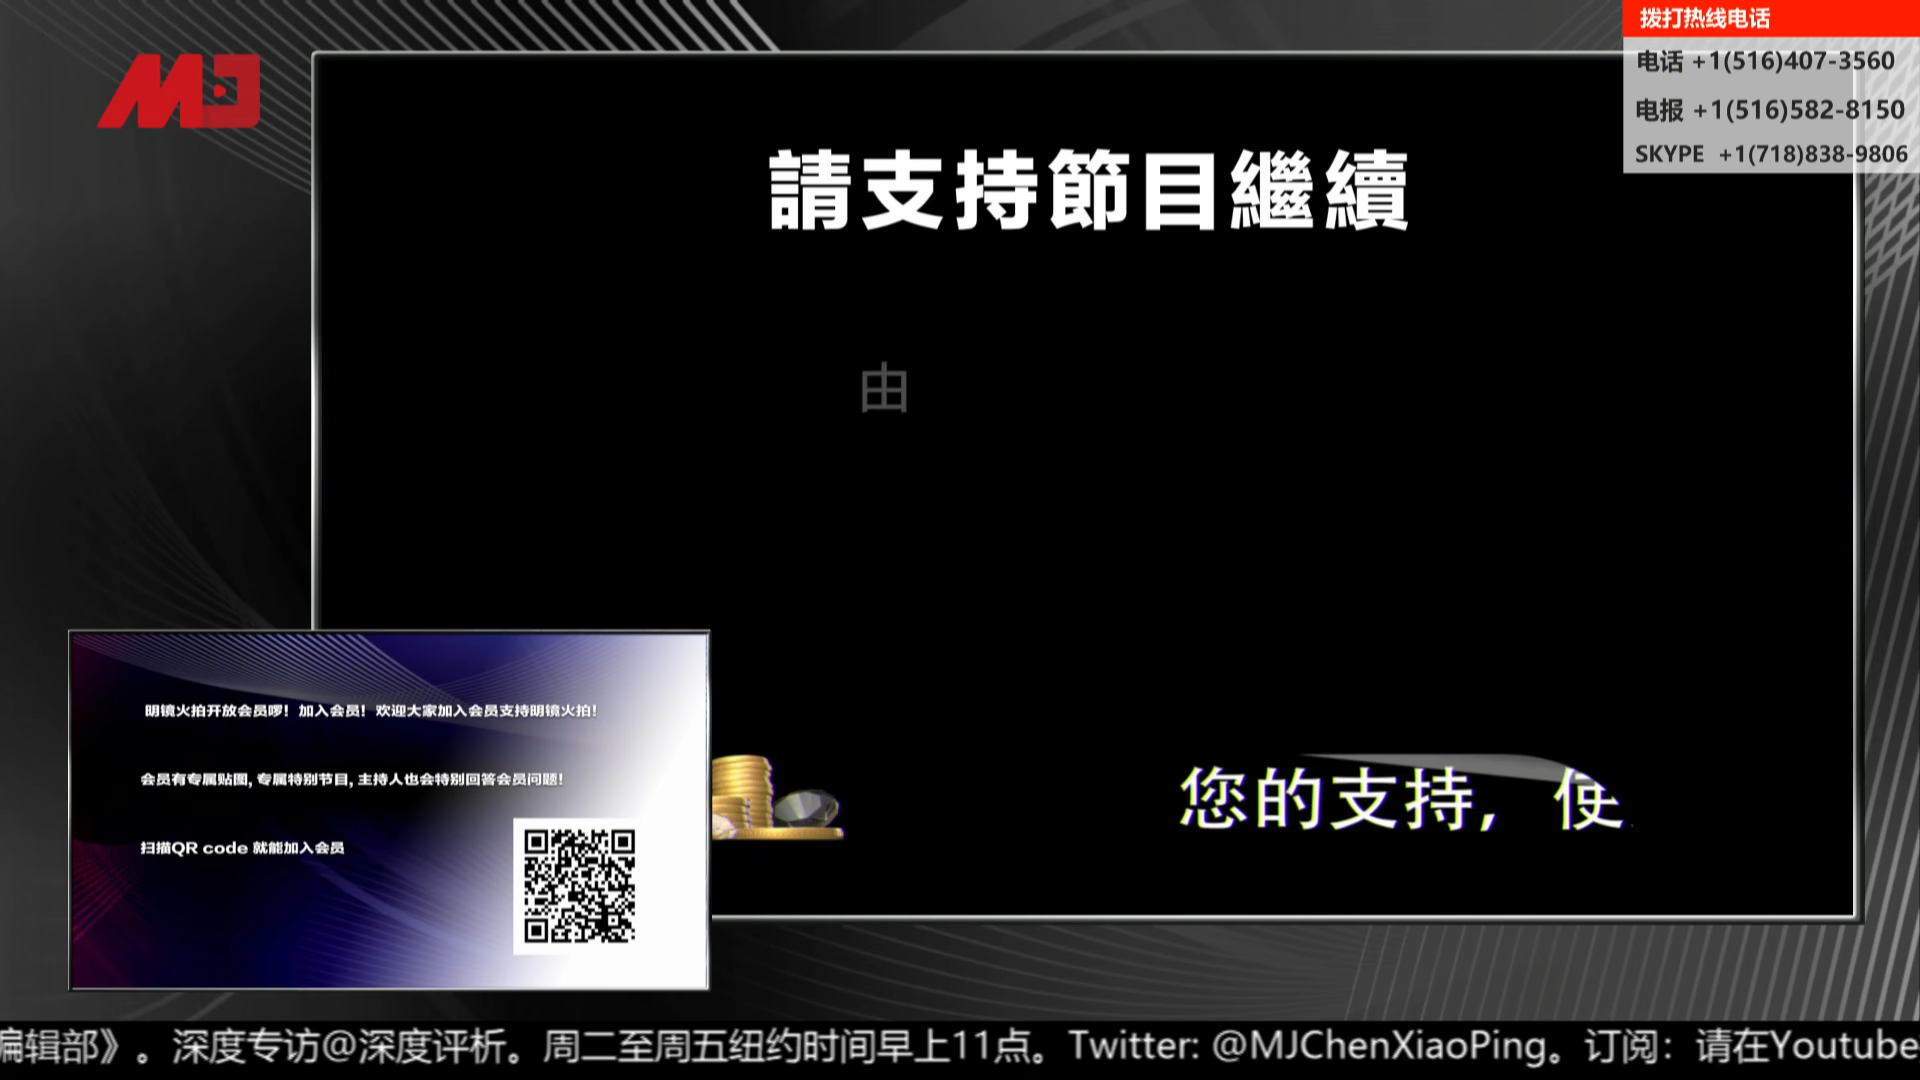 MJ
拨打热线电话
电话 +1(516)407-3560
电报 +1(516)582-8150
SKYPE +1(718)838-9806
請支持節目繼續
由
明镜火拍开放会员啰！加入会员！欢迎大家加入会员支持明镜火拍！
会员有专属贴图，专属特别节目，主持人也会特别回答会员问题！
扫描QR code 就能加入会员
您的支持，使
编辑部》。深度专访@深度评析。周二至周五纽约时间早上11点。Twitter: @MJChenXiaoPing。订阅：请在Youtube